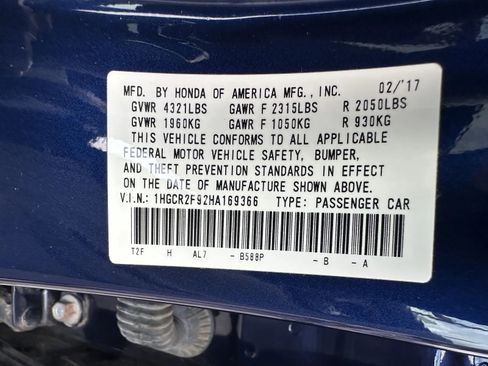 MFD. BY HONDA OF AMERICA MFG., INC. 02/'17
GVWR 4321LBS GAWR F 2315LBS R 2050LBS
GVWR 1960KG GAWR F 1050KG R 930KG
THIS VEHICLE CONFORMS TO ALL APPLICABLE
FEDERAL MOTOR VEHICLE SAFETY, BUMPER,
AND THEFT PREVENTION STANDARDS IN EFFECT
ON THE DATE OF MANUFACTURE SHOWN ABOVE.
V.I.N.: 1HGCR2F92HA169366 TYPE: PASSENGER CAR
T2F H AL7 - B588P - B - A